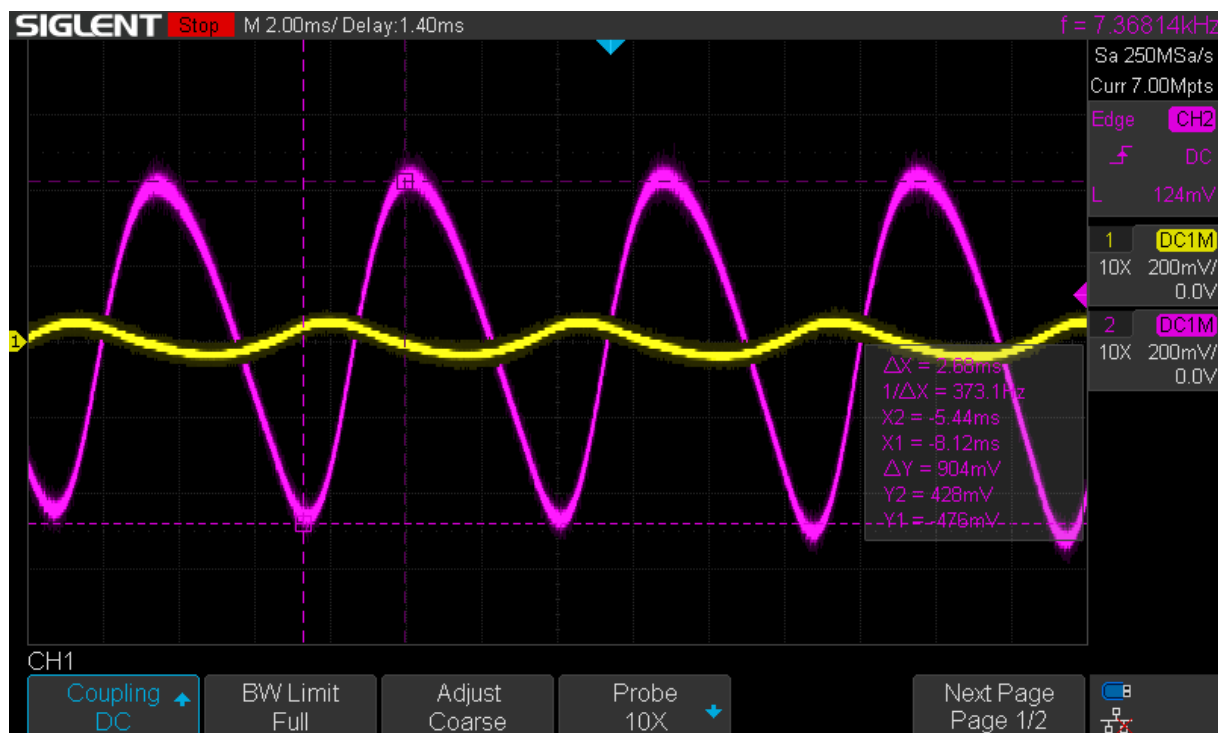 SIGLENT Stop M 2.00ms/ Delay:1.40ms f = 7.36814kHz
Sa 250MSa/s
Curr 7.00Mpts
Edge CH2
DC
L 124mV
1 DC1M
10X 200mV/
0.0V
2 DC1M
10X 200mV/
0.0V
1
ΔX = 2.68ms
1/ΔX = 373.1Hz
X2 = -5.44ms
X1 = -8.12ms
ΔY = 904mV
Y2 = 428mV
Y1 = -476mV
CH1
Coupling
DC
BW Limit
Full
Adjust
Coarse
Probe
10X
Next Page
Page 1/2